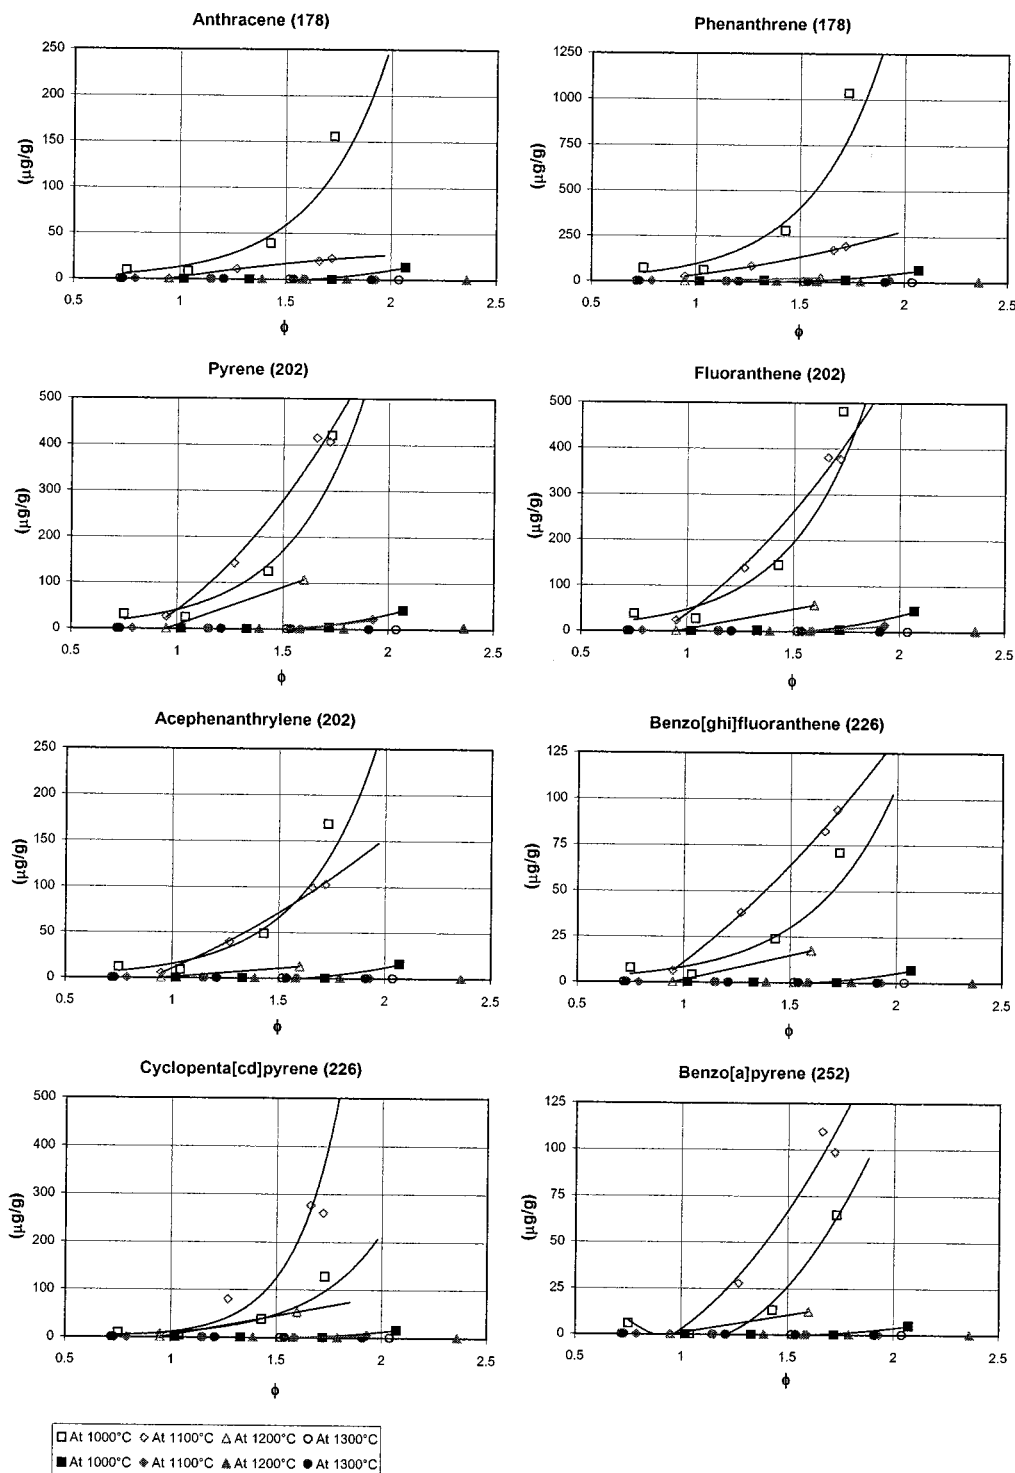 Anthracene (178)
250
200
150
100
50
0
(μg/g)
0.5 1 1.5 2 2.5
ϕ
Phenanthrene (178)
1250
1000
750
500
250
0
(μg/g)
0.5 1 1.5 2 2.5
ϕ
Pyrene (202)
500
400
300
200
100
0
(μg/g)
0.5 1 1.5 2 2.5
ϕ
Fluoranthene (202)
500
400
300
200
100
0
(μg/g)
0.5 1 1.5 2 2.5
ϕ
Acephenanthrylene (202)
250
200
150
100
50
0
(μg/g)
0.5 1 1.5 2 2.5
ϕ
Benzo[ghi]fluoranthene (226)
125
100
75
50
25
0
(μg/g)
0.5 1 1.5 2 2.5
ϕ
Cyclopenta[cd]pyrene (226)
500
400
300
200
100
0
(μg/g)
0.5 1 1.5 2 2.5
ϕ
Benzo[a]pyrene (252)
125
100
75
50
25
0
(μg/g)
0.5 1 1.5 2 2.5
ϕ
At 1000°C At 1100°C At 1200°C At 1300°C
At 1000°C At 1100°C At 1200°C At 1300°C